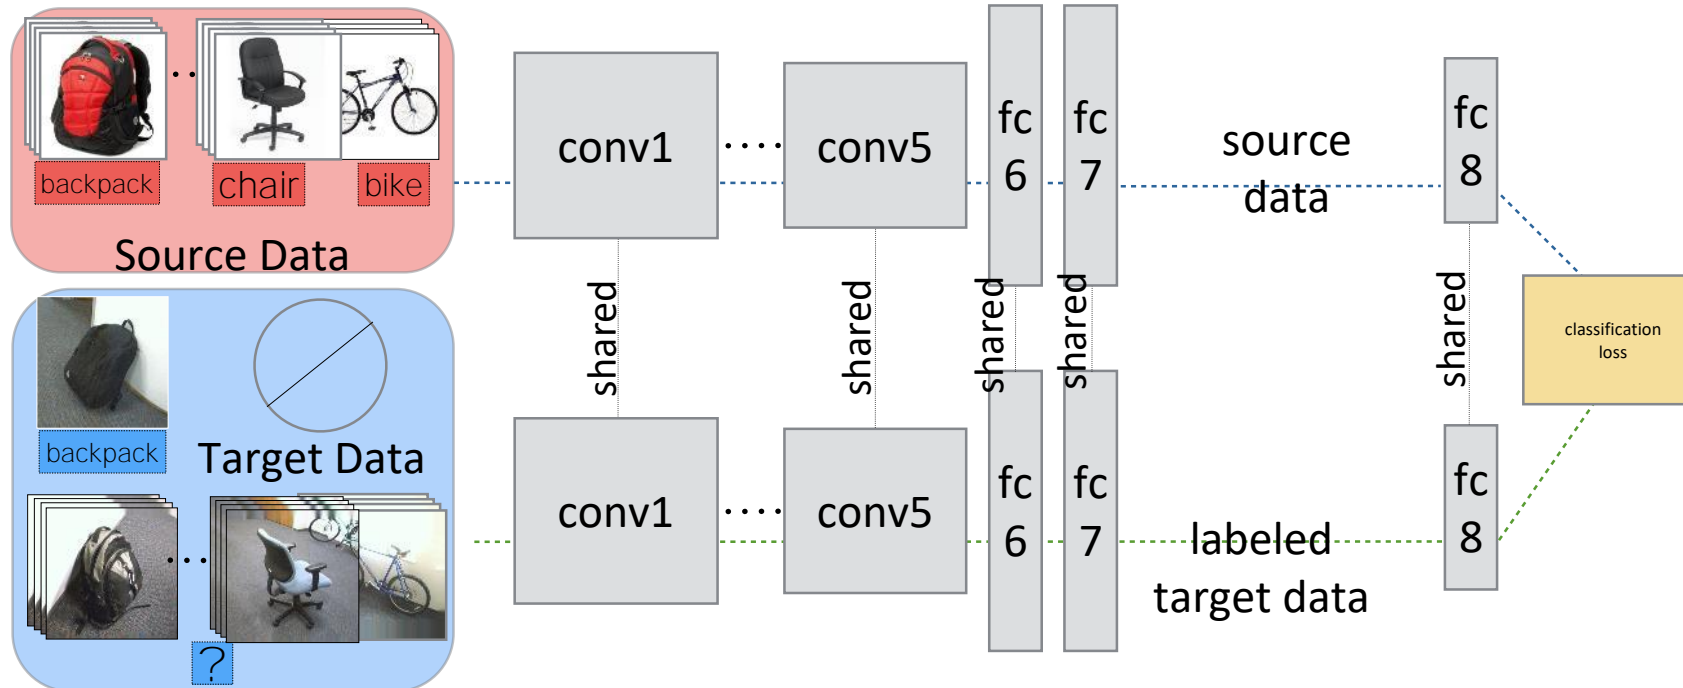 backpack
chair
bike
Source Data
backpack
Target Data
?
conv1
....
conv5
fc
6
fc
7
source
data
fc
8
shared
shared
shared
shared
shared
classification
loss
conv1
....
conv5
fc
6
fc
7
labeled
target data
fc
8